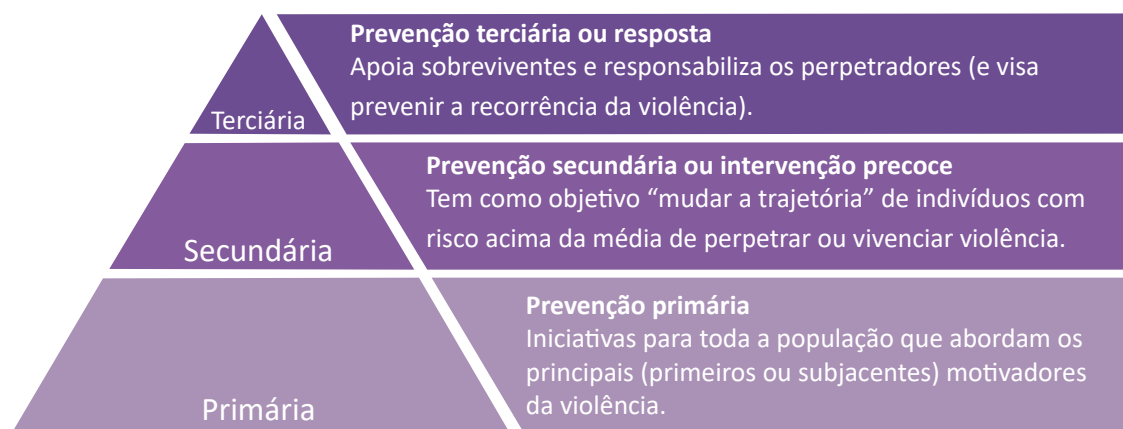 Terciária
Prevenção terciária ou resposta
Apoia sobreviventes e responsabiliza os perpetradores (e visa
prevenir a recorrência da violência).
Secundária
Prevenção secundária ou intervenção precoce
Tem como objetivo “mudar a trajetória” de indivíduos com
risco acima da média de perpetrar ou vivenciar violência.
Primária
Prevenção primária
Iniciativas para toda a população que abordam os
principais (primeiros ou subjacentes) motivadores
da violência.